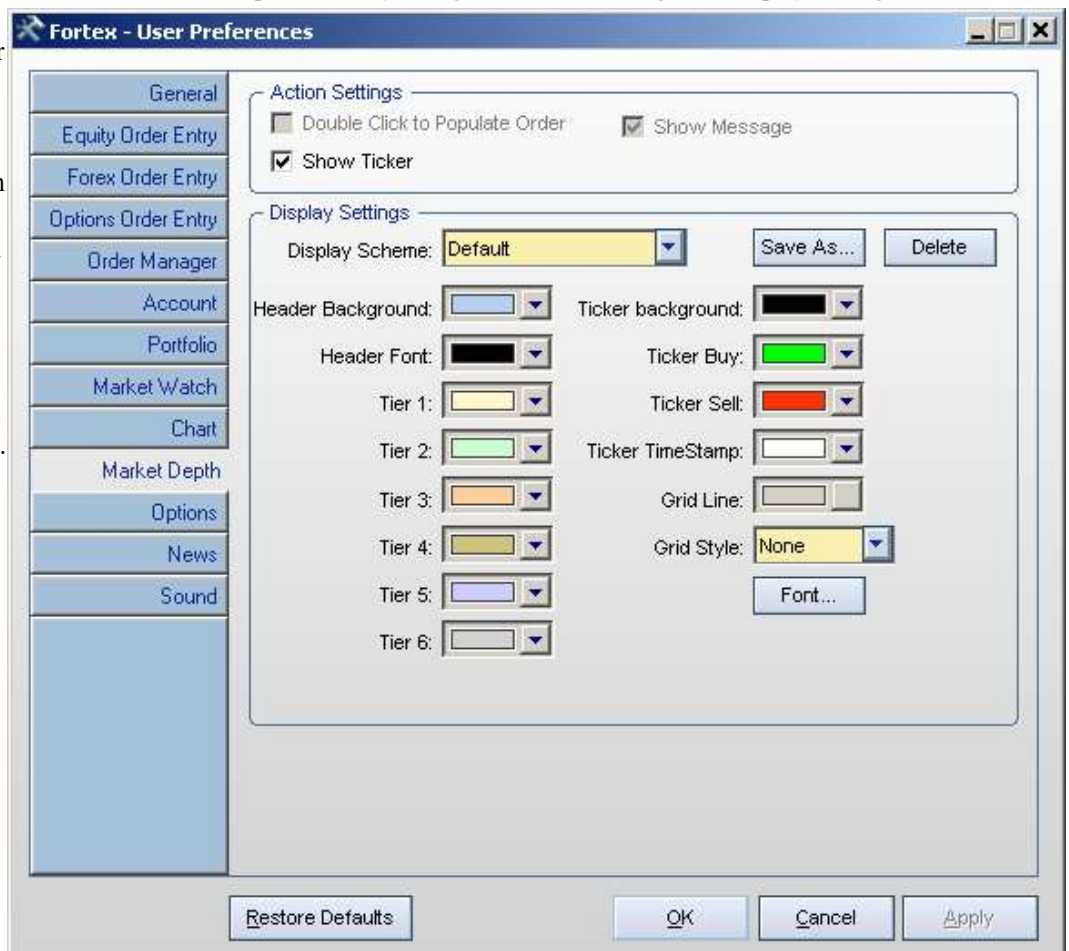 Fortex - User Preferences
r
n
.
General
Equity Order Entry
Forex Order Entry
Options Order Entry
Order Manager
Account
Portfolio
Market Watch
Chart
Market Depth
Options
News
Sound
Action Settings
Double Click to Populate Order Show Message
Show Ticker
Display Settings
Display Scheme: Default Save As... Delete
Header Background: Ticker background:
Header Font: Ticker Buy:
Tier 1: Ticker Sell:
Tier 2: Ticker TimeStamp:
Tier 3: Grid Line:
Tier 4: Grid Style: None
Tier 5: Font...
Tier 6:
Restore Defaults OK Cancel Apply